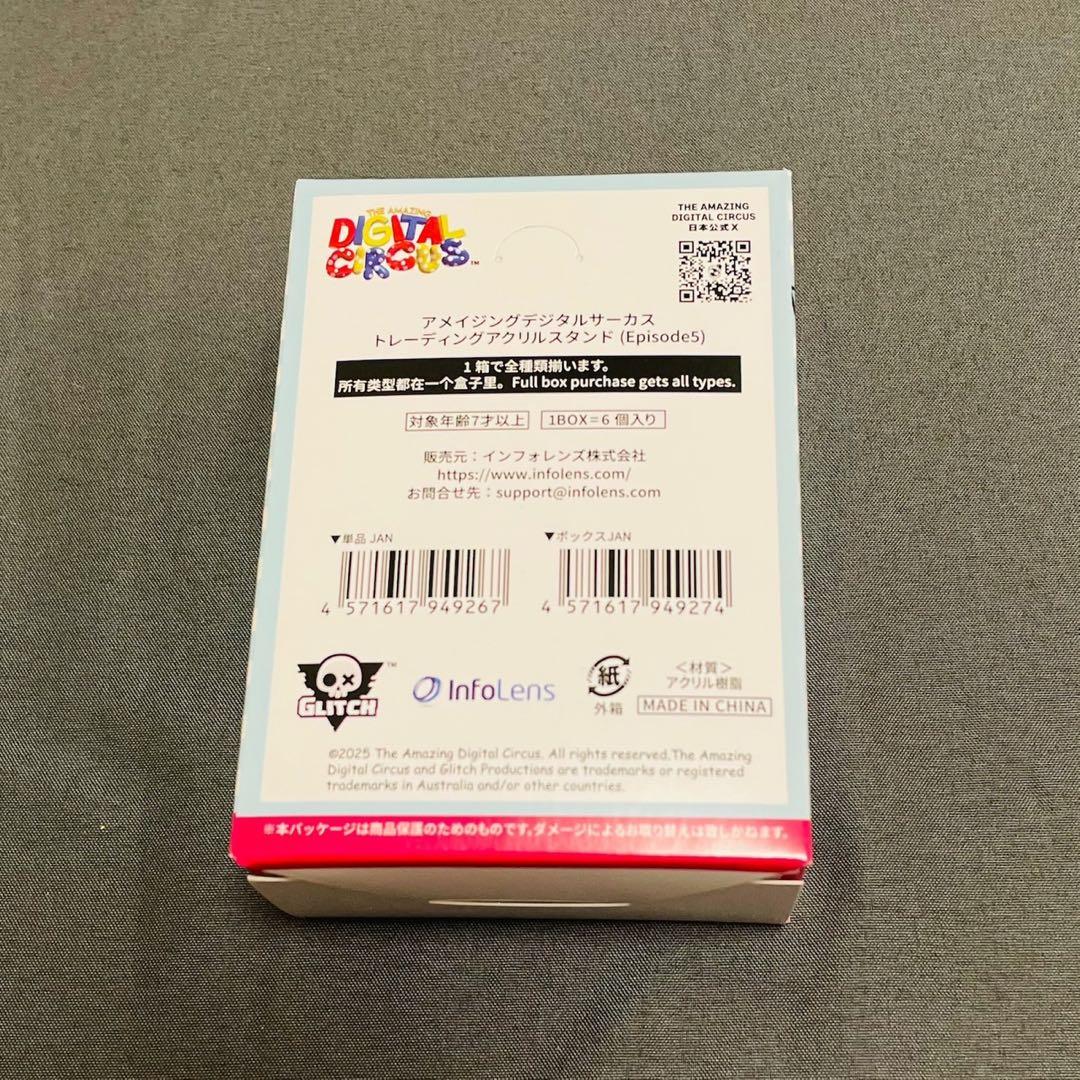 THE AMAZING
DIGITAL
CIRCUS™
THE AMAZING
DIGITAL CIRCUS
日本公式X
アメイジングデジタルサーカス
トレーディングアクリルスタンド (Episode5)
1箱で全種類揃います。
所有类型都在一个盒子里。Full box purchase gets all types.
対象年齢7才以上
1BOX=6個入り
販売元：インフォレンズ株式会社
https://www.infolens.com/
お問合せ先：support@infolens.com
▼単品 JAN
4 571617 949267
▼ボックスJAN
4 571617 949274
GLITCH™
InfoLens
紙
外箱
＜材質＞
アクリル樹脂
MADE IN CHINA
©2025 The Amazing Digital Circus. All rights reserved.The Amazing
Digital Circus and Glitch Productions are trademarks or registered
trademarks in Australia and/or other countries.
※本パッケージは商品保護のためのものです。ダメージによるお取り替えは致しかねます。